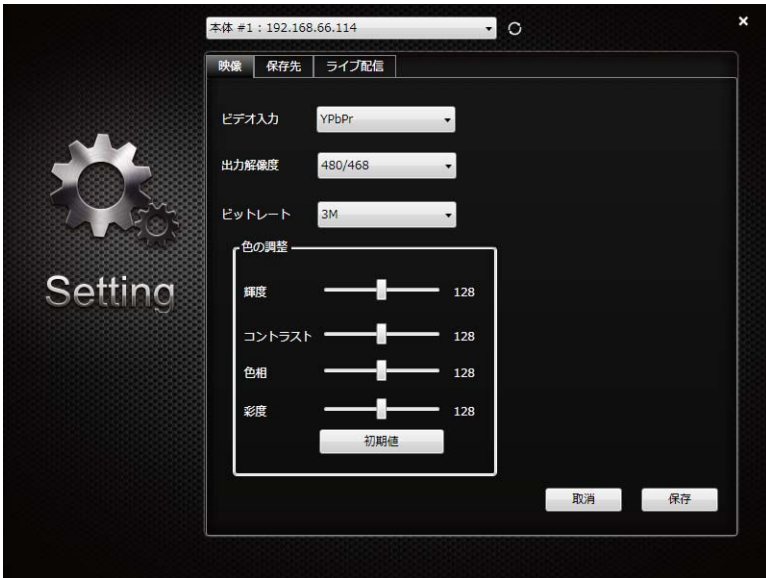 本体 #1 : 192.168.66.114
映像 保存先 ライブ配信
ビデオ入力 YPbPr
出力解像度 480/468
ビットレート 3M
色の調整
Setting
輝度 128
コントラスト 128
色相 128
彩度 128
初期値
取消 保存